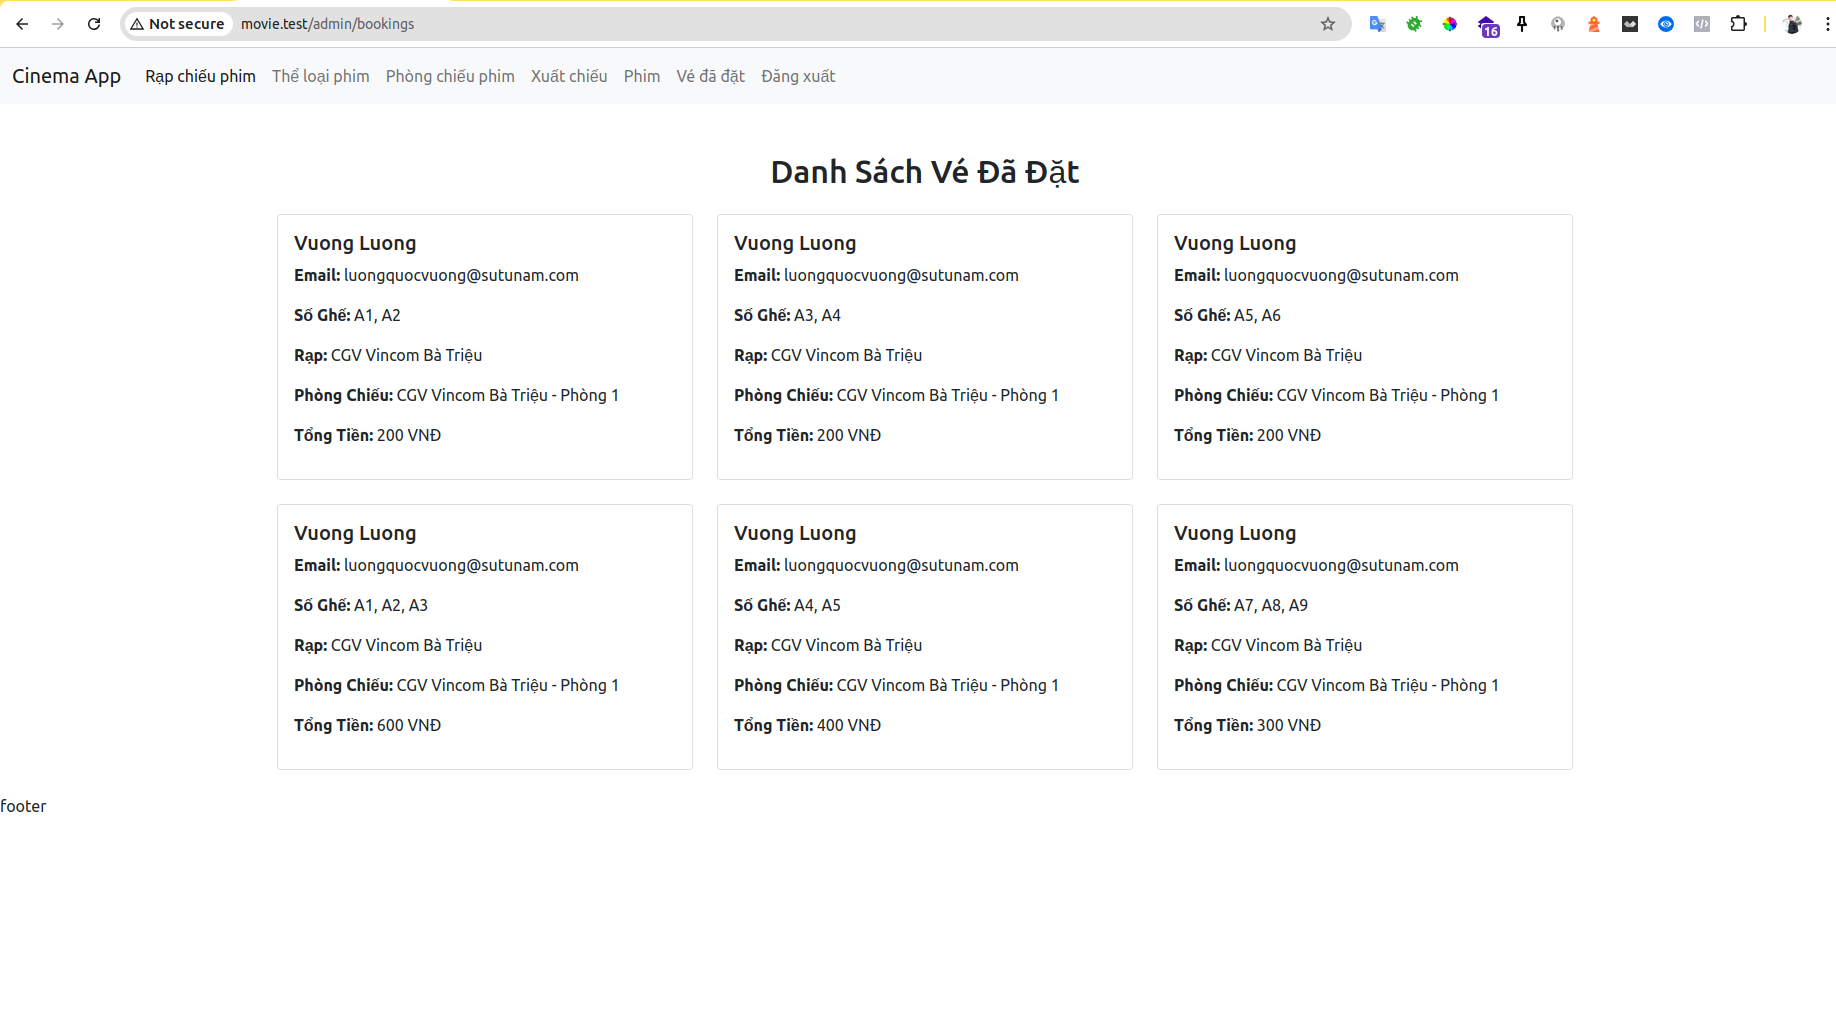 Not secure movie.test/admin/bookings
16
Cinema App Rạp chiếu phim Thể loại phim Phòng chiếu phim Xuất chiếu Phim Vé đã đặt Đăng xuất
Danh Sách Vé Đã Đặt
Vuong Luong
Email: luongquocvuong@sutunam.com
Số Ghế: A1, A2
Rạp: CGV Vincom Bà Triệu
Phòng Chiếu: CGV Vincom Bà Triệu - Phòng 1
Tổng Tiền: 200 VNĐ
Vuong Luong
Email: luongquocvuong@sutunam.com
Số Ghế: A3, A4
Rạp: CGV Vincom Bà Triệu
Phòng Chiếu: CGV Vincom Bà Triệu - Phòng 1
Tổng Tiền: 200 VNĐ
Vuong Luong
Email: luongquocvuong@sutunam.com
Số Ghế: A5, A6
Rạp: CGV Vincom Bà Triệu
Phòng Chiếu: CGV Vincom Bà Triệu - Phòng 1
Tổng Tiền: 200 VNĐ
Vuong Luong
Email: luongquocvuong@sutunam.com
Số Ghế: A1, A2, A3
Rạp: CGV Vincom Bà Triệu
Phòng Chiếu: CGV Vincom Bà Triệu - Phòng 1
Tổng Tiền: 600 VNĐ
Vuong Luong
Email: luongquocvuong@sutunam.com
Số Ghế: A4, A5
Rạp: CGV Vincom Bà Triệu
Phòng Chiếu: CGV Vincom Bà Triệu - Phòng 1
Tổng Tiền: 400 VNĐ
Vuong Luong
Email: luongquocvuong@sutunam.com
Số Ghế: A7, A8, A9
Rạp: CGV Vincom Bà Triệu
Phòng Chiếu: CGV Vincom Bà Triệu - Phòng 1
Tổng Tiền: 300 VNĐ
footer